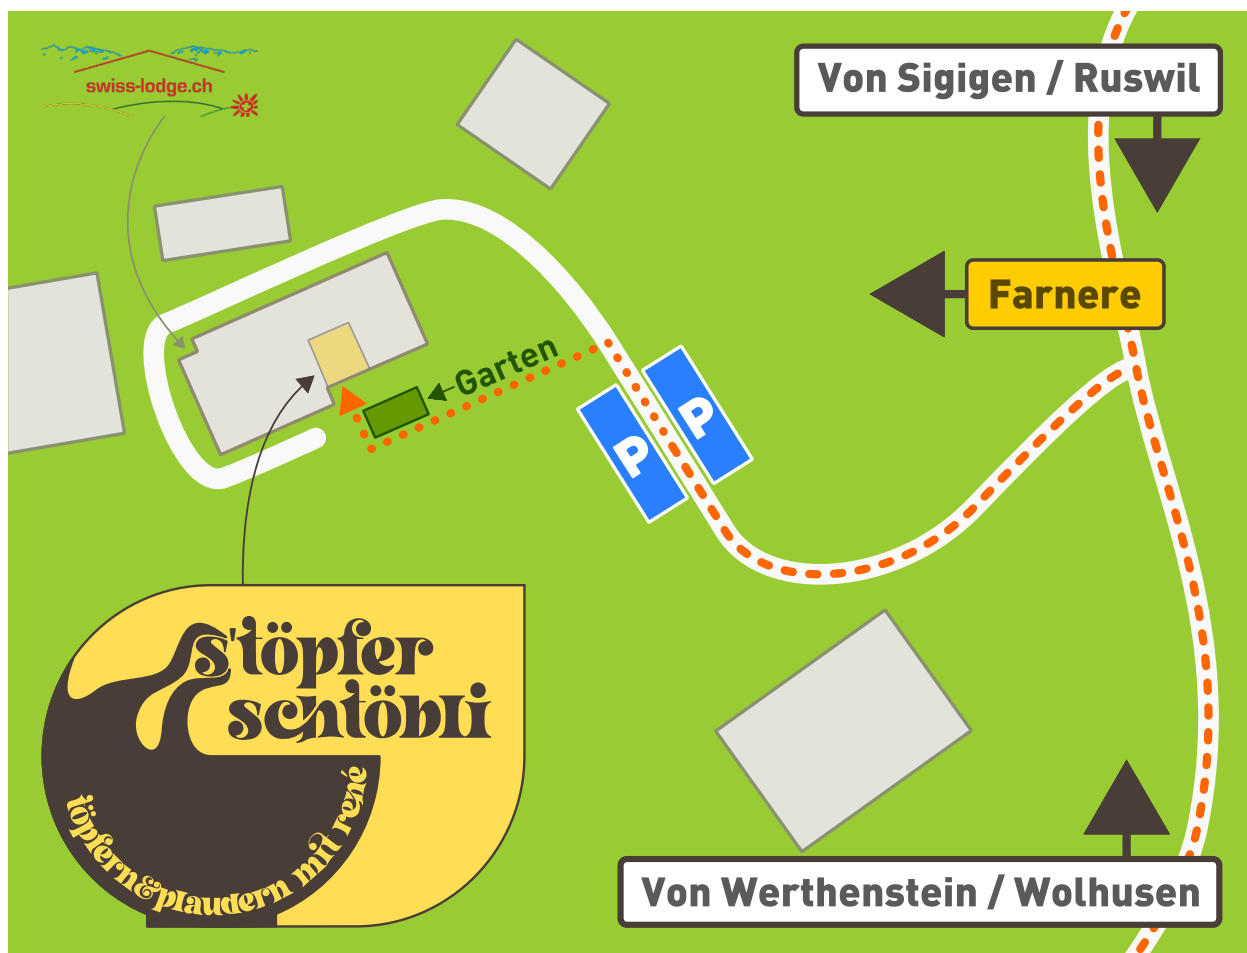 swiss-lodge.ch
Von Sigigen / Ruswil
Farnere
Garten
P
P
s'töpfer
schtöbli
töpfern&plaudern mit rené
Von Werthenstein / Wolhusen